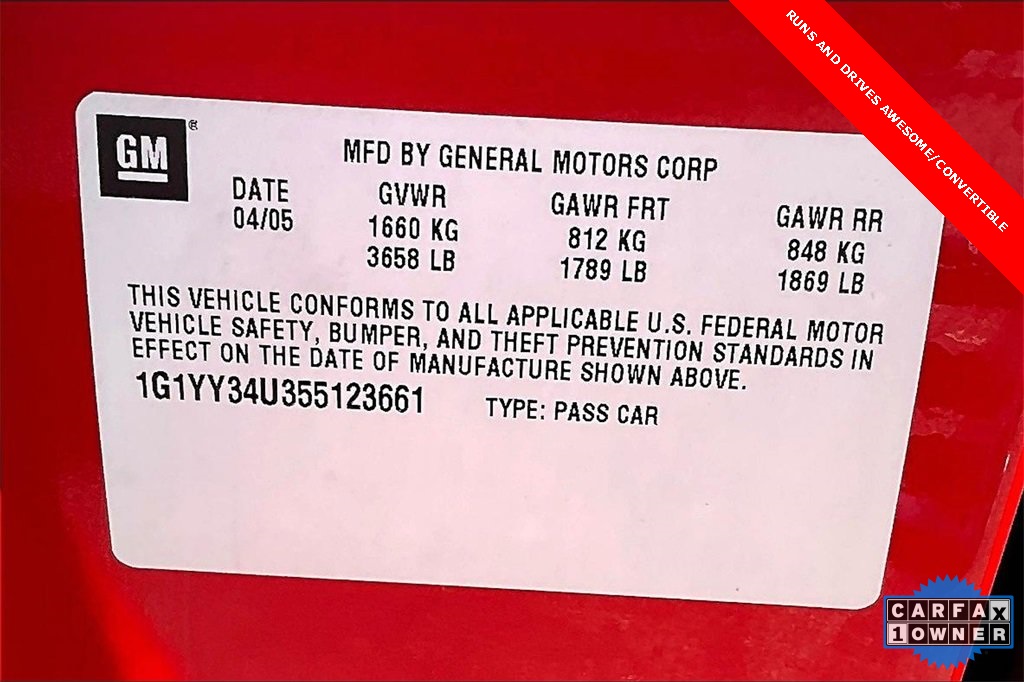 RUNS AND DRIVES AWESOME/CONVERTIBLE
GM®
MFD BY GENERAL MOTORS CORP
DATE GVWR GAWR FRT GAWR RR
04/05 1660 KG 812 KG 848 KG
3658 LB 1789 LB 1869 LB
THIS VEHICLE CONFORMS TO ALL APPLICABLE U.S. FEDERAL MOTOR
VEHICLE SAFETY, BUMPER, AND THEFT PREVENTION STANDARDS IN
EFFECT ON THE DATE OF MANUFACTURE SHOWN ABOVE.
1G1YY34U355123661 TYPE: PASS CAR
CARFAX
1 OWNER